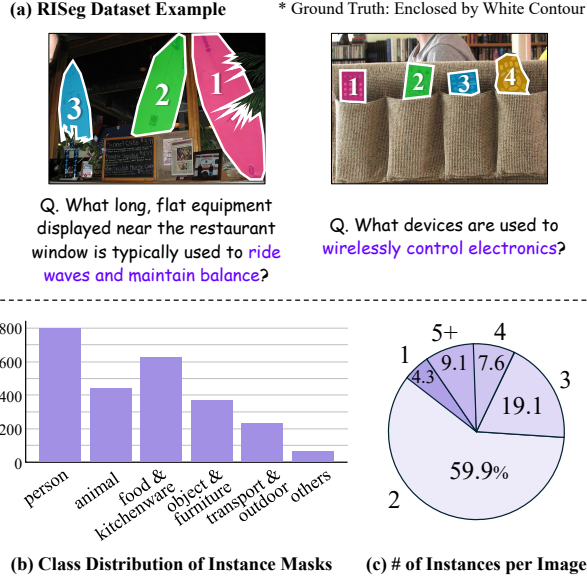 (a) RISeg Dataset Example
* Ground Truth: Enclosed by White Contour
3
2
1
1
2
3
4
Q. What long, flat equipment
displayed near the restaurant
window is typically used to ride
waves and maintain balance?
Q. What devices are used to
wirelessly control electronics?
800
600
400
200
0
person
animal
food &
kitchenware
object &
furniture
transport &
outdoor
others
5+
4
1
3
2
4.3
9.1
7.6
19.1
59.9%
(b) Class Distribution of Instance Masks
(c) # of Instances per Image